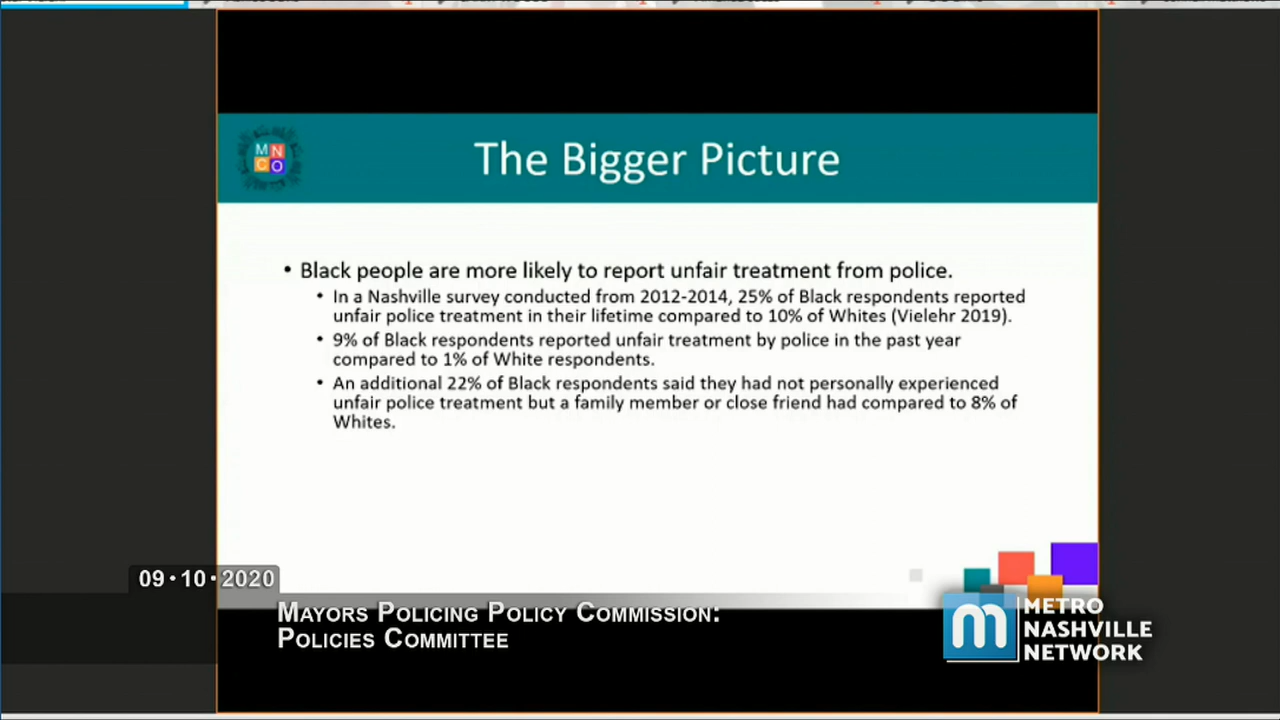 MN
CO
The Bigger Picture
• Black people are more likely to report unfair treatment from police.
• In a Nashville survey conducted from 2012-2014, 25% of Black respondents reported
unfair police treatment in their lifetime compared to 10% of Whites (Vielehr 2019).
• 9% of Black respondents reported unfair treatment by police in the past year
compared to 1% of White respondents.
• An additional 22% of Black respondents said they had not personally experienced
unfair police treatment but a family member or close friend had compared to 8% of
Whites.
09•10•2020
Mayors Policing Policy Commission:
Policies Committee
m
METRO
NASHVILLE
NETWORK